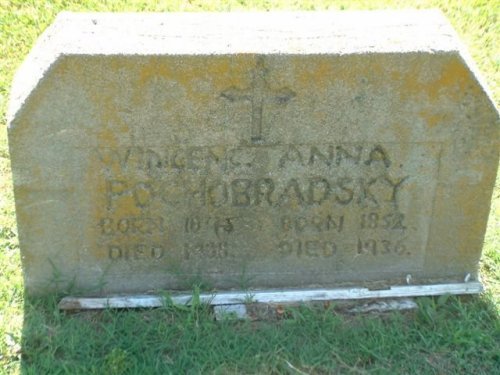 VINCENC. ANNA.
POCHOBRADSKY
BORN BORN 1852.
DIED DIED 1936.